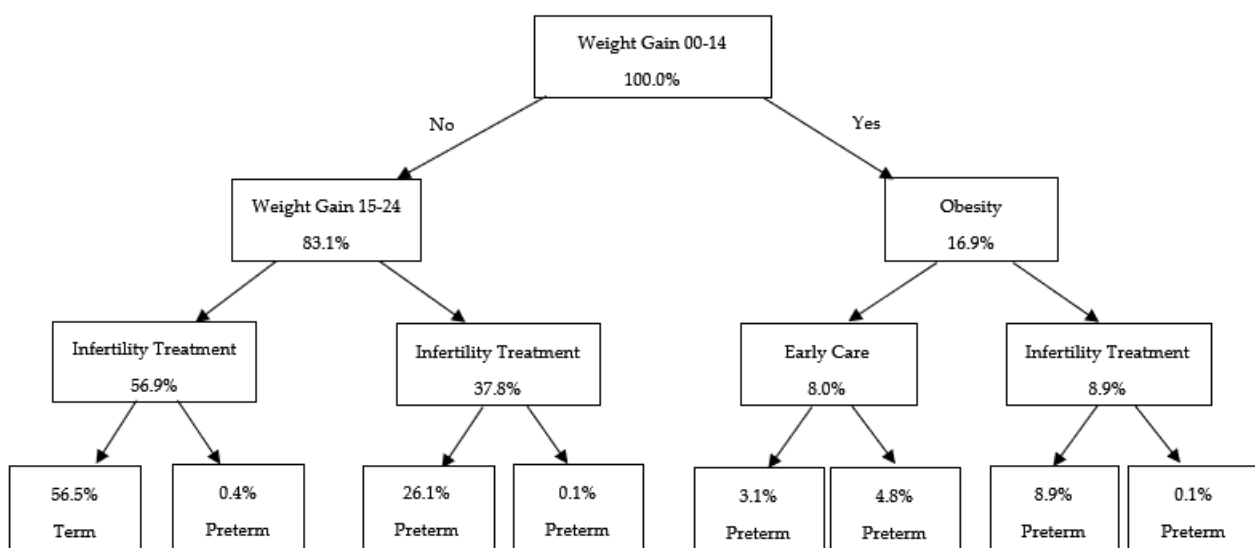 Weight Gain 00-14
100.0%
No
Yes
Weight Gain 15-24
83.1%
Obesity
16.9%
Infertility Treatment
56.9%
Infertility Treatment
37.8%
Early Care
8.0%
Infertility Treatment
8.9%
56.5%
Term
0.4%
Preterm
26.1%
Preterm
0.1%
Preterm
3.1%
Preterm
4.8%
Preterm
8.9%
Preterm
0.1%
Preterm